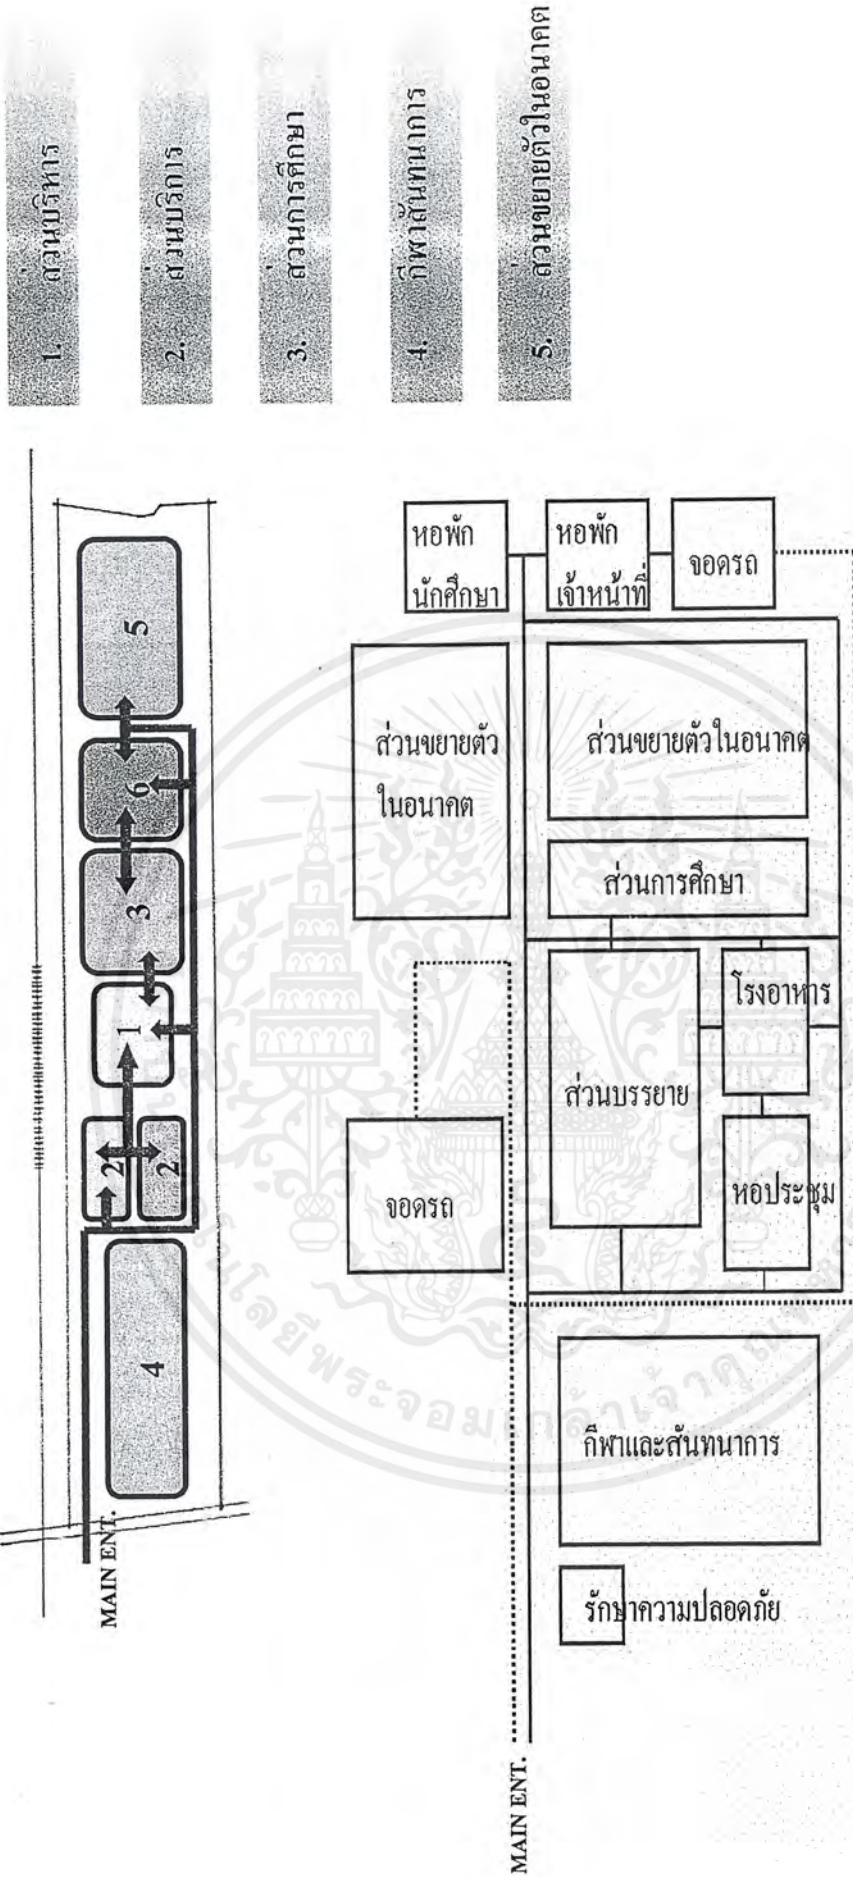 1. ส่วนบริหาร
2. ส่วนบริการ
3. ส่วนการศึกษา
4. กีฬาสันทนาการ
5. ส่วนขยายตัวในอนาคต
5
6
3
1
2
2
4
MAIN ENT.
หอพัก
นักศึกษา
หอพัก
เจ้าหน้าที่
จอดรถ
ส่วนขยายตัว
ในอนาคต
ส่วนขยายตัวในอนาคต
ส่วนการศึกษา
โรงอาหาร
ส่วนบรรยาย
หอประชุม
จอดรถ
กีฬาและสันทนาการ
รักษาความปลอดภัย
MAIN ENT.